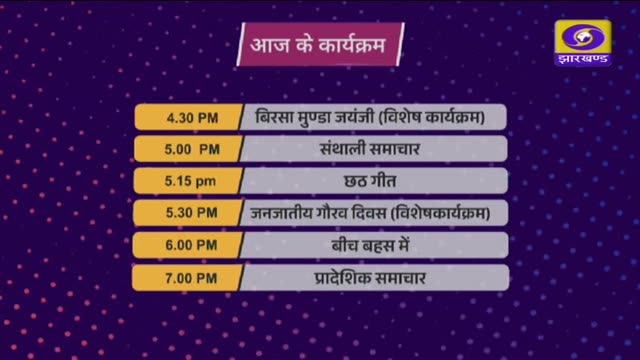 आज के कार्यक्रम
झारखण्ड
4.30 PM बिरसा मुण्डा जयंजी (विशेष कार्यक्रम)
5.00 PM संथाली समाचार
5.15 pm छठ गीत
5.30 PM जनजातीय गौरव दिवस (विशेषकार्यक्रम)
6.00 PM बीच बहस में
7.00 PM प्रादेशिक समाचार